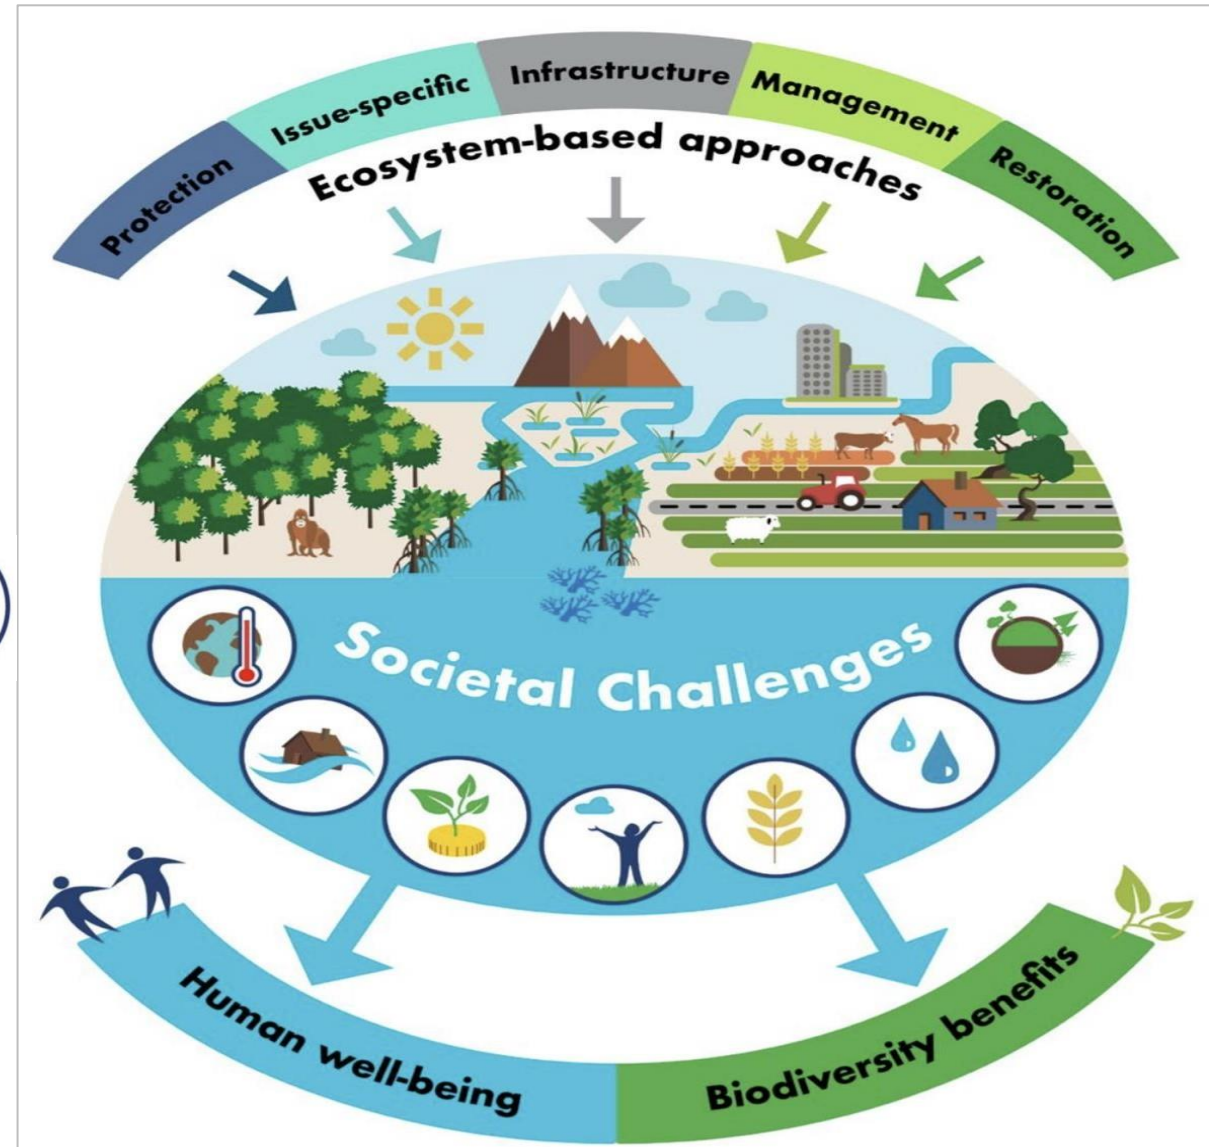 Protection
Issue-specific
Infrastructure
Management
Restoration
Ecosystem-based approaches
Societal Challenges
Human well-being
Biodiversity benefits